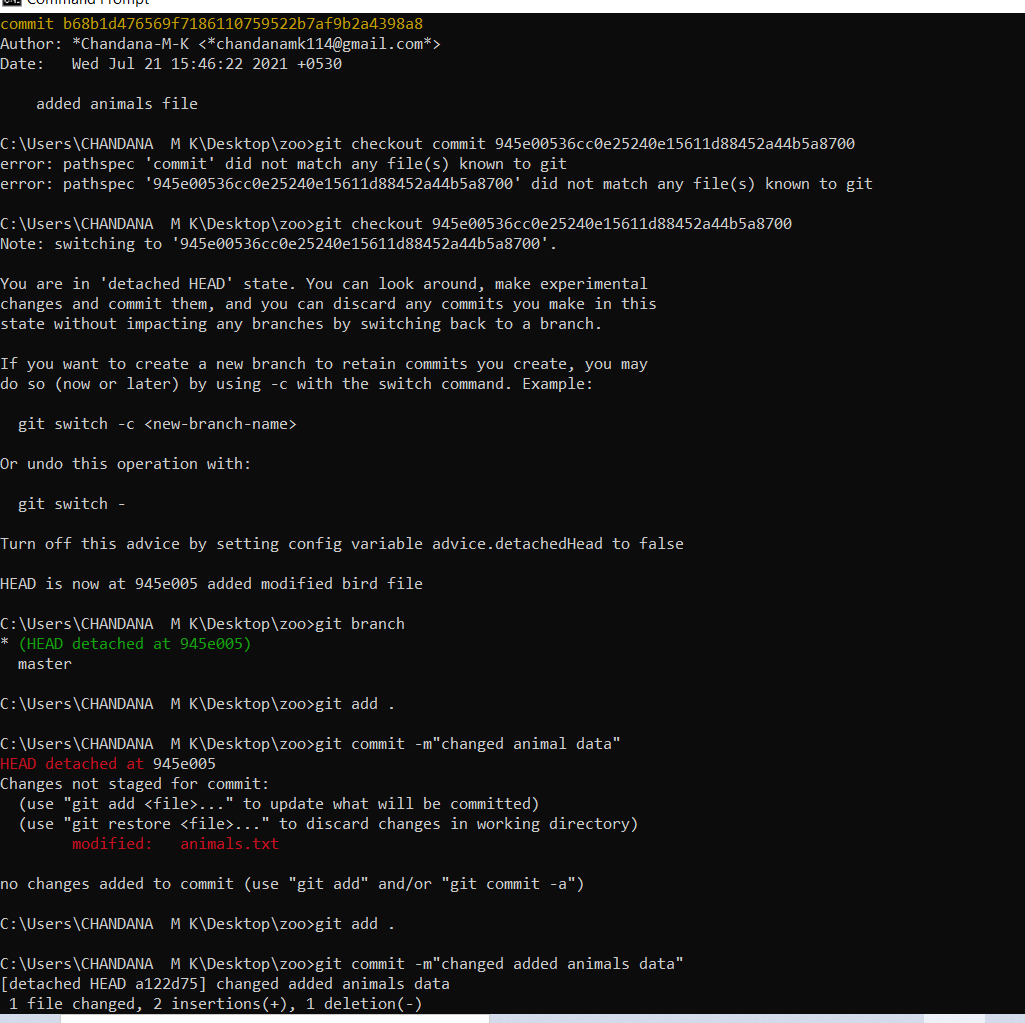 Command Prompt
commit b68b1d476569f7186110759522b7af9b2a4398a8
Author: *Chandana-M-K <*chandanamk114@gmail.com*>
Date:   Wed Jul 21 15:46:22 2021 +0530
added animals file
C:\Users\CHANDANA  M K\Desktop\zoo>git checkout commit 945e00536cc0e25240e15611d88452a44b5a8700
error: pathspec 'commit' did not match any file(s) known to git
error: pathspec '945e00536cc0e25240e15611d88452a44b5a8700' did not match any file(s) known to git
C:\Users\CHANDANA  M K\Desktop\zoo>git checkout 945e00536cc0e25240e15611d88452a44b5a8700
Note: switching to '945e00536cc0e25240e15611d88452a44b5a8700'.
You are in 'detached HEAD' state. You can look around, make experimental
changes and commit them, and you can discard any commits you make in this
state without impacting any branches by switching back to a branch.
If you want to create a new branch to retain commits you create, you may
do so (now or later) by using -c with the switch command. Example:
git switch -c <new-branch-name>
Or undo this operation with:
git switch -
Turn off this advice by setting config variable advice.detachedHead to false
HEAD is now at 945e005 added modified bird file
C:\Users\CHANDANA  M K\Desktop\zoo>git branch
* (HEAD detached at 945e005)
master
C:\Users\CHANDANA  M K\Desktop\zoo>git add .
C:\Users\CHANDANA  M K\Desktop\zoo>git commit -m"changed animal data"
HEAD detached at 945e005
Changes not staged for commit:
(use "git add <file>..." to update what will be committed)
(use "git restore <file>..." to discard changes in working directory)
modified:   animals.txt
no changes added to commit (use "git add" and/or "git commit -a")
C:\Users\CHANDANA  M K\Desktop\zoo>git add .
C:\Users\CHANDANA  M K\Desktop\zoo>git commit -m"changed added animals data"
[detached HEAD a122d75] changed added animals data
1 file changed, 2 insertions(+), 1 deletion(-)